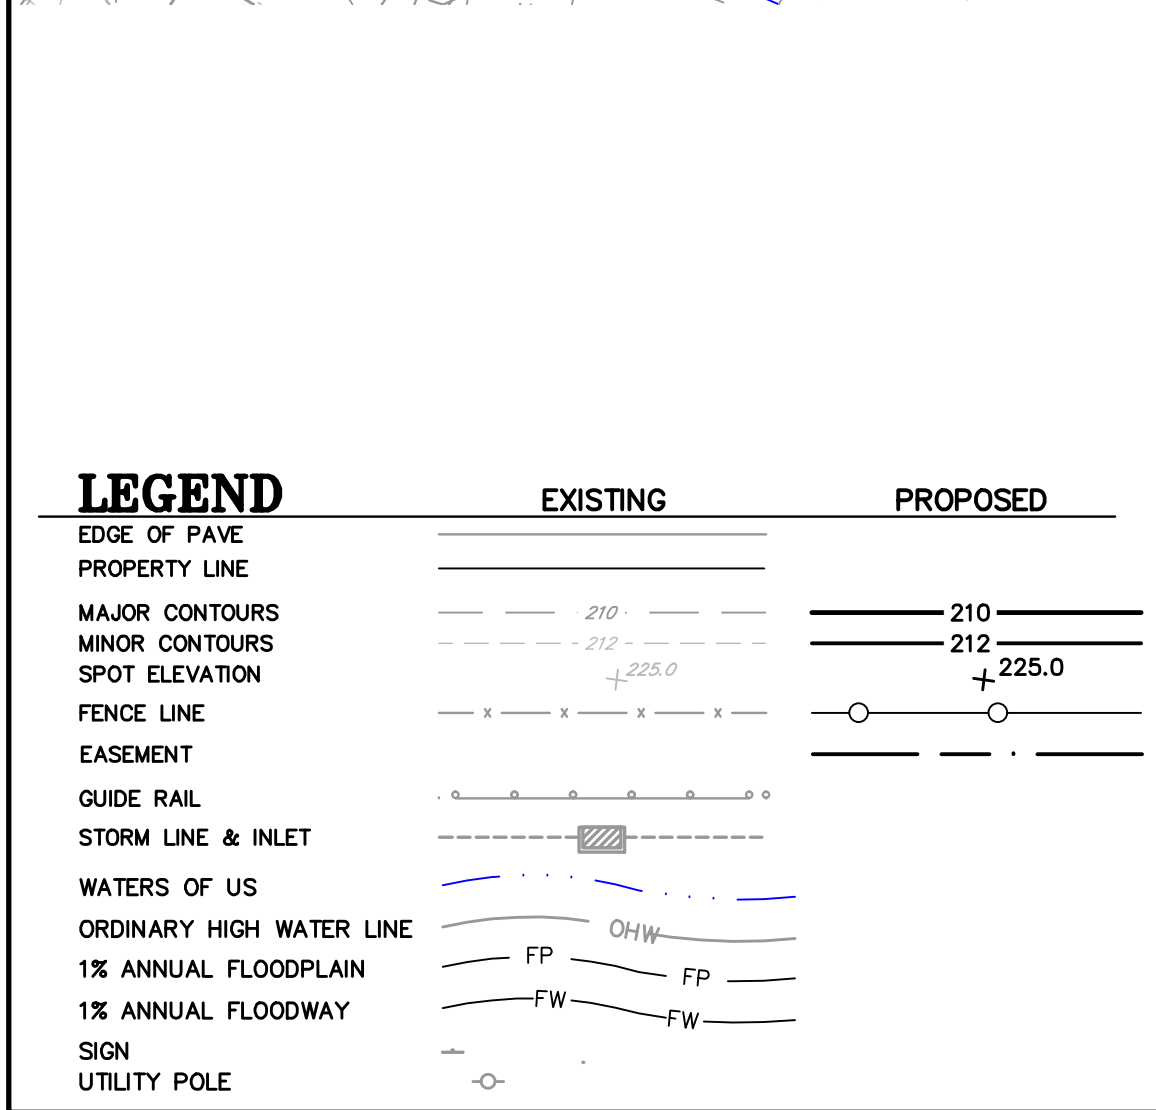 LEGEND EXISTING PROPOSED
EDGE OF PAVE
PROPERTY LINE
MAJOR CONTOURS 210 210
MINOR CONTOURS 212 212
SPOT ELEVATION 225.0 225.0
FENCE LINE x x x x
EASEMENT
GUIDE RAIL
STORM LINE & INLET
WATERS OF US
ORDINARY HIGH WATER LINE OHW
1% ANNUAL FLOODPLAIN FP FP
1% ANNUAL FLOODWAY FW FW
SIGN
UTILITY POLE